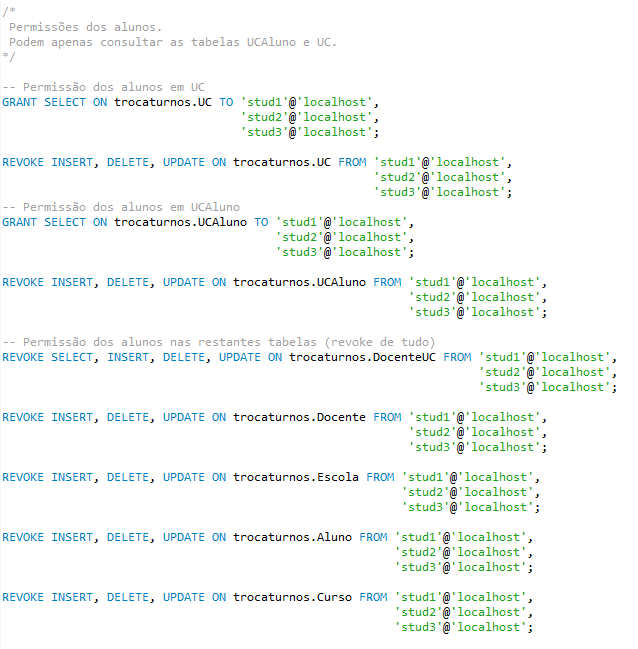 /*
Permissões dos alunos.
Podem apenas consultar as tabelas UCAluno e UC.
*/
-- Permissão dos alunos em UC
GRANT SELECT ON trocaturnos.UC TO 'stud1'@'localhost',
'stud2'@'localhost',
'stud3'@'localhost';
REVOKE INSERT, DELETE, UPDATE ON trocaturnos.UC FROM 'stud1'@'localhost',
'stud2'@'localhost',
'stud3'@'localhost';
-- Permissão dos alunos em UCAluno
GRANT SELECT ON trocaturnos.UCAluno TO 'stud1'@'localhost',
'stud2'@'localhost',
'stud3'@'localhost';
REVOKE INSERT, DELETE, UPDATE ON trocaturnos.UCAluno FROM 'stud1'@'localhost',
'stud2'@'localhost',
'stud3'@'localhost';
-- Permissão dos alunos nas restantes tabelas (revoke de tudo)
REVOKE SELECT, INSERT, DELETE, UPDATE ON trocaturnos.DocenteUC FROM 'stud1'@'localhost',
'stud2'@'localhost',
'stud3'@'localhost';
REVOKE INSERT, DELETE, UPDATE ON trocaturnos.Docente FROM 'stud1'@'localhost',
'stud2'@'localhost',
'stud3'@'localhost';
REVOKE INSERT, DELETE, UPDATE ON trocaturnos.Escola FROM 'stud1'@'localhost',
'stud2'@'localhost',
'stud3'@'localhost';
REVOKE INSERT, DELETE, UPDATE ON trocaturnos.Aluno FROM 'stud1'@'localhost',
'stud2'@'localhost',
'stud3'@'localhost';
REVOKE INSERT, DELETE, UPDATE ON trocaturnos.Curso FROM 'stud1'@'localhost',
'stud2'@'localhost',
'stud3'@'localhost';